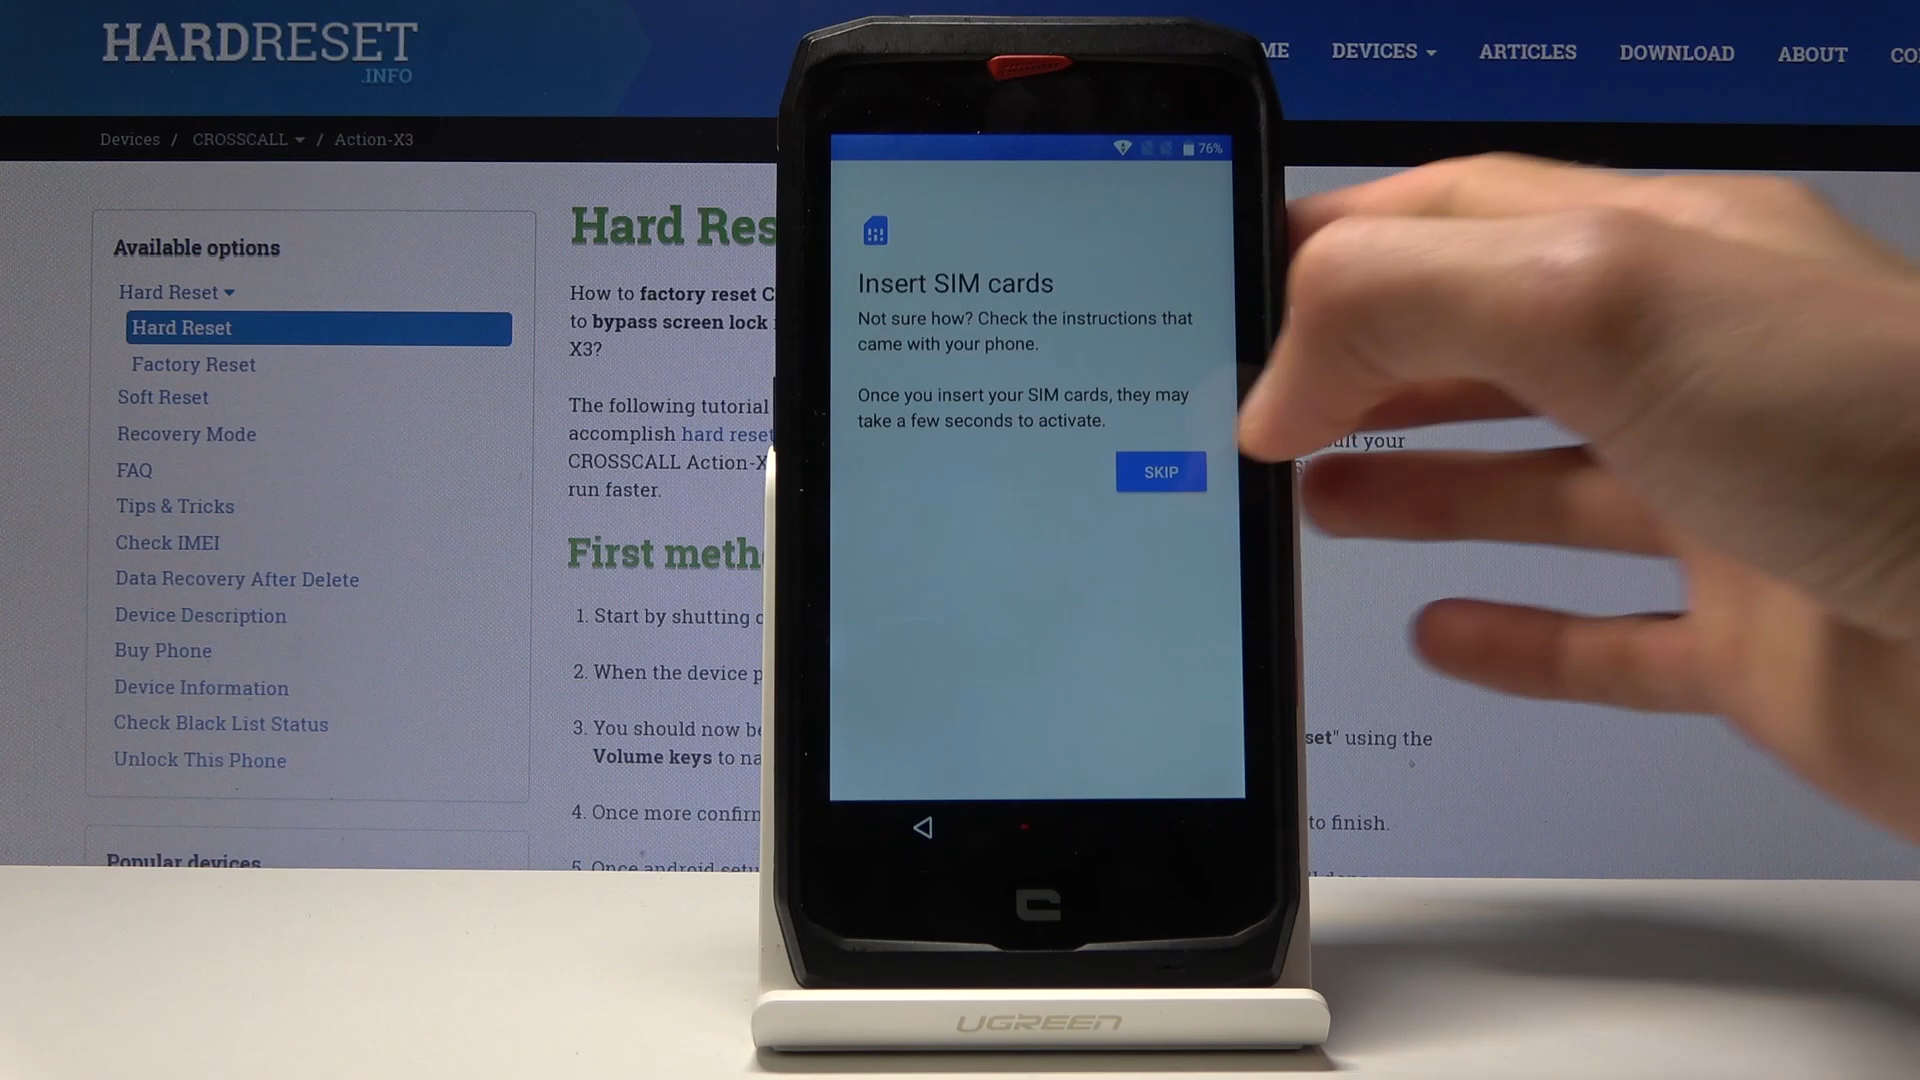 HARDRESET
.INFO
ME DEVICES ARTICLES DOWNLOAD ABOUT
Devices / CROSSCALL / Action-X3
Available options
Hard Reset
Hard Reset
Factory Reset
Soft Reset
Recovery Mode
FAQ
Tips & Tricks
Check IMEI
Data Recovery After Delete
Device Description
Buy Phone
Device Information
Check Black List Status
Unlock This Phone
Popular devices
Hard Res
How to factory reset C
to bypass screen lock
X3?
The following tutorial
accomplish hard reset
CROSSCALL Action-X
run faster.
your
First meth
1. Start by shutting
2. When the device p
3. You should now be
set" using the
Volume keys to na
4. Once more confirm
to finish.
5. Once android setu
76%
Insert SIM cards
Not sure how? Check the instructions that
came with your phone.
Once you insert your SIM cards, they may
take a few seconds to activate.
SKIP
UGREEN